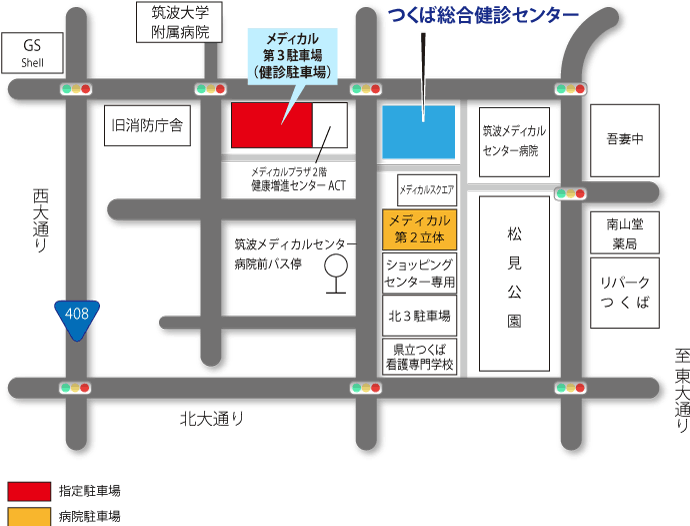 筑波大学
附属病院
つくば総合健診センター
GS
Shell
メディカル
第3駐車場
(健診駐車場)
旧消防庁舎
筑波メディカル
センター病院
吾妻中
メディカルプラザ2階
健康増進センター ACT
メディカルスクエア
西大通り
メディカル
第2立体
松見公園
南山堂
薬局
筑波メディカルセンター
病院前バス停
ショッピング
センター専用
リパーク
つくば
408
北3駐車場
県立つくば
看護専門学校
至 東大通り
北大通り
指定駐車場
病院駐車場